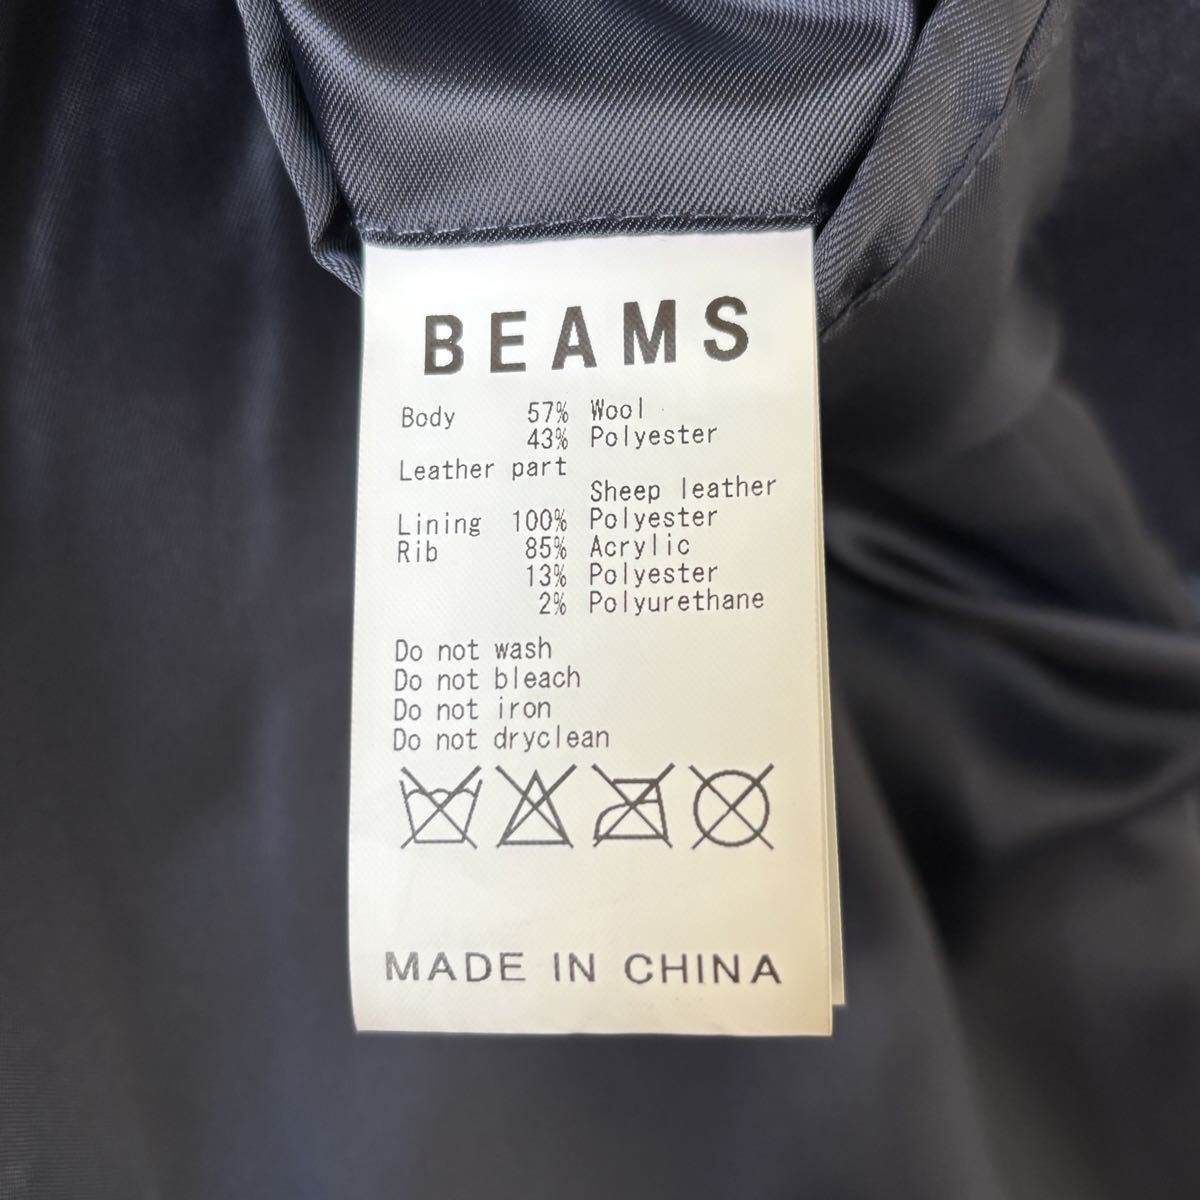 BEAMS
Body 57% Wool
43% Polyester
Leather part
Sheep leather
Lining 100% Polyester
Rib 85% Acrylic
13% Polyester
2% Polyurethane
Do not wash
Do not bleach
Do not iron
Do not dryclean
MADE IN CHINA